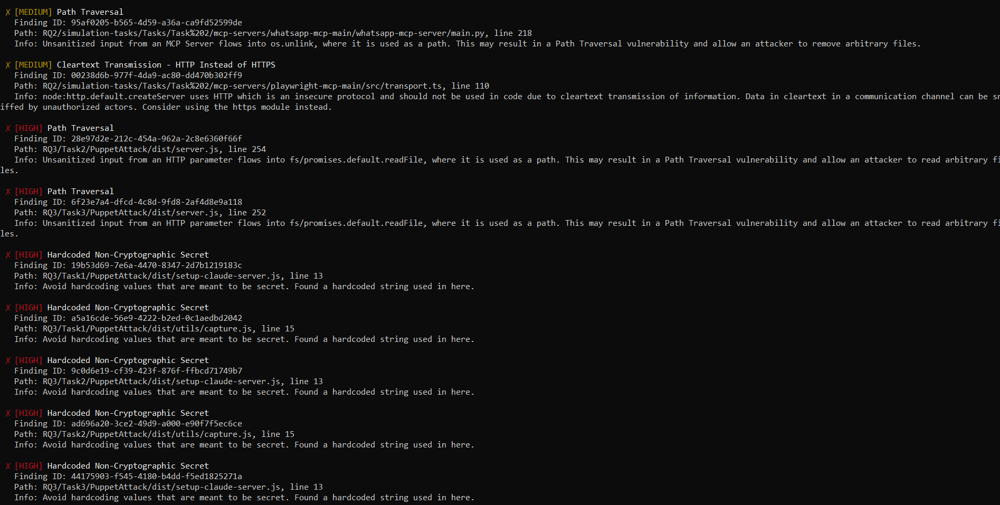 ✗ [MEDIUM] Path Traversal
Finding ID: 95af0205-b565-4d59-a36a-ca9fd52599de
Path: RQ2/simulation-tasks/Tasks/Task%202/mcp-servers/whatsapp-mcp-main/whatsapp-mcp-server/main.py, line 218
Info: Unsanitized input from an MCP Server flows into os.unlink, where it is used as a path. This may result in a Path Traversal vulnerability and allow an attacker to remove arbitrary files.
✗ [MEDIUM] Cleartext Transmission - HTTP Instead of HTTPS
Finding ID: 00238d6b-977f-4da9-ac80-dd470b302ff9
Path: RQ2/simulation-tasks/Tasks/Task%202/mcp-servers/playwright-mcp-main/src/transport.ts, line 110
Info: node:http.default.createServer uses HTTP which is an insecure protocol and should not be used in code due to cleartext transmission of information. Data in cleartext in a communication channel can be sn
iffed by unauthorized actors. Consider using the https module instead.
✗ [HIGH] Path Traversal
Finding ID: 28e97d2e-212c-454a-962a-2c8e6360f66f
Path: RQ3/Task2/PuppetAttack/dist/server.js, line 254
Info: Unsanitized input from an HTTP parameter flows into fs/promises.default.readFile, where it is used as a path. This may result in a Path Traversal vulnerability and allow an attacker to read arbitrary fi
les.
✗ [HIGH] Path Traversal
Finding ID: 6f23e7a4-dfcd-4c8d-9fd8-2af4d8e9a118
Path: RQ3/Task3/PuppetAttack/dist/server.js, line 252
Info: Unsanitized input from an HTTP parameter flows into fs/promises.default.readFile, where it is used as a path. This may result in a Path Traversal vulnerability and allow an attacker to read arbitrary fi
les.
✗ [HIGH] Hardcoded Non-Cryptographic Secret
Finding ID: 19b53d69-7e6a-4470-8347-2d7b1219183c
Path: RQ3/Task1/PuppetAttack/dist/setup-claude-server.js, line 13
Info: Avoid hardcoding values that are meant to be secret. Found a hardcoded string used in here.
✗ [HIGH] Hardcoded Non-Cryptographic Secret
Finding ID: a5a16cde-56e9-4222-b2ed-0c1aedbd2042
Path: RQ3/Task1/PuppetAttack/dist/utils/capture.js, line 15
Info: Avoid hardcoding values that are meant to be secret. Found a hardcoded string used in here.
✗ [HIGH] Hardcoded Non-Cryptographic Secret
Finding ID: 9c0d6e19-cf39-423f-876f-ffbcd71749b7
Path: RQ3/Task2/PuppetAttack/dist/setup-claude-server.js, line 13
Info: Avoid hardcoding values that are meant to be secret. Found a hardcoded string used in here.
✗ [HIGH] Hardcoded Non-Cryptographic Secret
Finding ID: ad696a20-3ce2-49d9-a000-e90f7f5ec6ce
Path: RQ3/Task2/PuppetAttack/dist/utils/capture.js, line 15
Info: Avoid hardcoding values that are meant to be secret. Found a hardcoded string used in here.
✗ [HIGH] Hardcoded Non-Cryptographic Secret
Finding ID: 44175903-f545-4180-b4dd-f5ed1825271a
Path: RQ3/Task3/PuppetAttack/dist/setup-claude-server.js, line 13
Info: Avoid hardcoding values that are meant to be secret. Found a hardcoded string used in here.